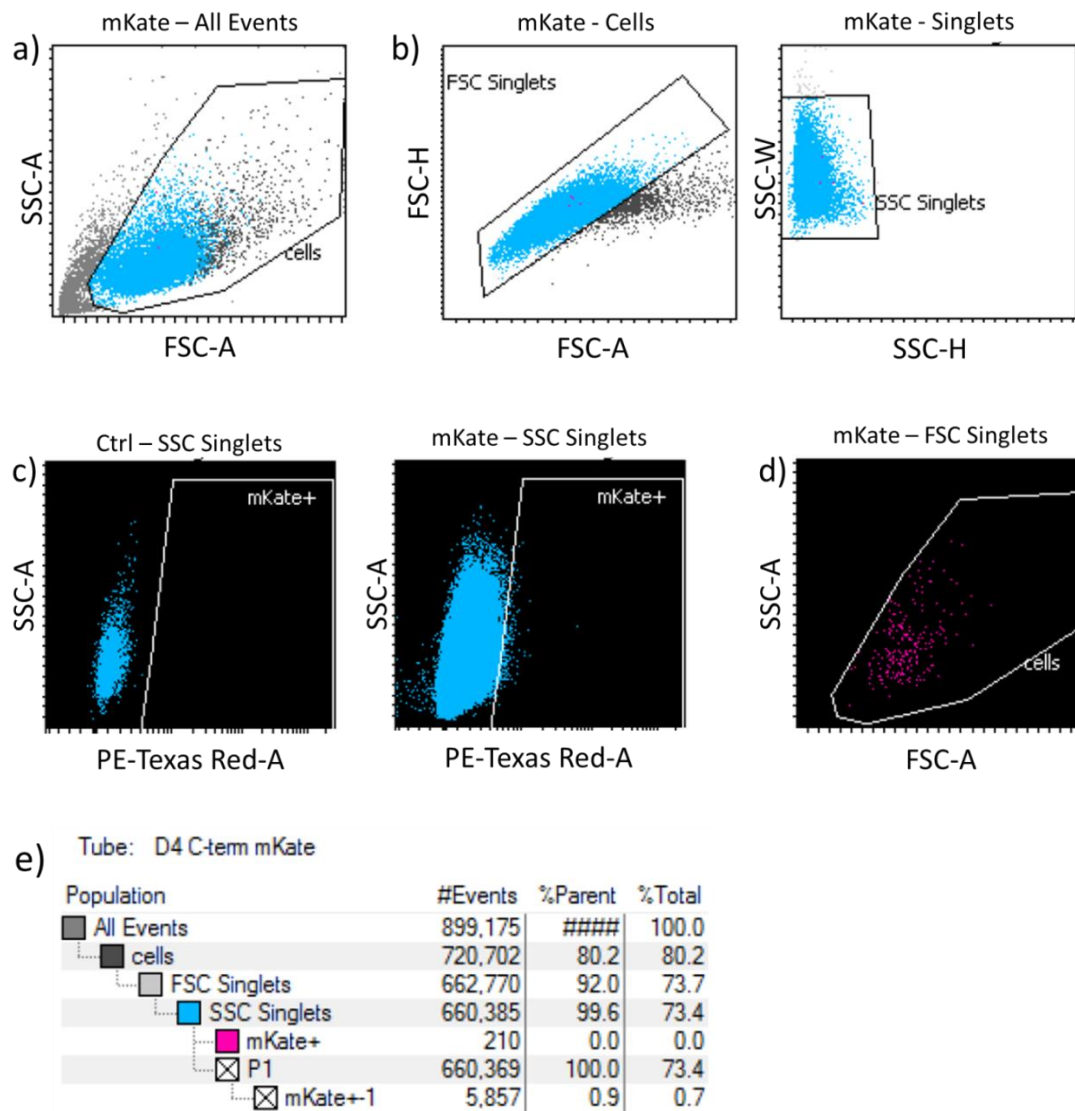 mKate – All Events
mKate - Cells
mKate - Singlets
a)
b)
SSC-A
cells
FSC-A
FSC Singlets
FSC-H
FSC-A
SSC-W
SSC Singlets
SSC-H
Ctrl – SSC Singlets
mKate – SSC Singlets
mKate – FSC Singlets
c)
d)
mKate+
SSC-A
PE-Texas Red-A
mKate+
SSC-A
PE-Texas Red-A
SSC-A
cells
FSC-A
e)
Tube: D4 C-term mKate
Population #Events %Parent %Total
All Events 899,175 #### 100.0
cells 720,702 80.2 80.2
FSC Singlets 662,770 92.0 73.7
SSC Singlets 660,385 99.6 73.4
mKate+ 210 0.0 0.0
P1 660,369 100.0 73.4
mKate+-1 5,857 0.9 0.7